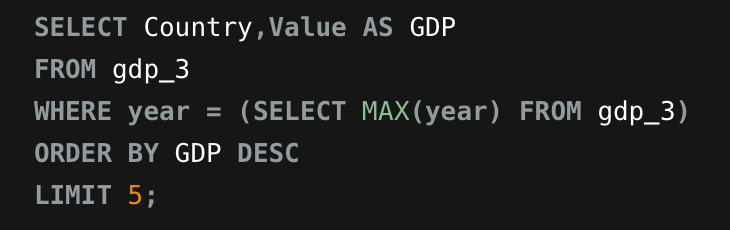 SELECT Country,Value AS GDP
FROM gdp_3
WHERE year = (SELECT MAX(year) FROM gdp_3)
ORDER BY GDP DESC
LIMIT 5;